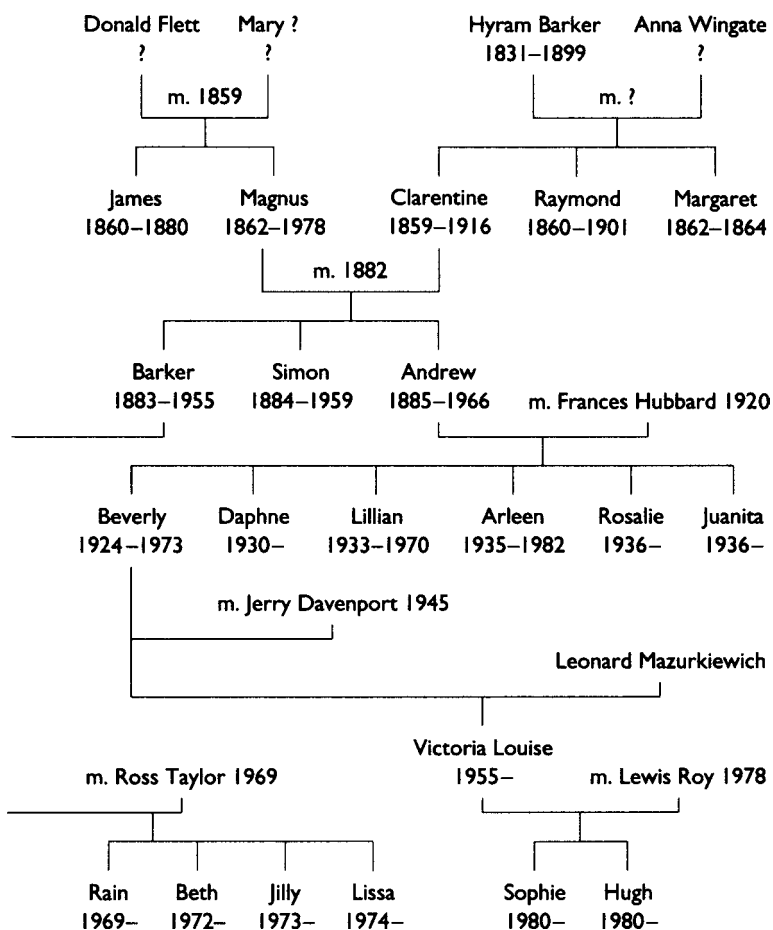 Donald Flett Mary ? Hyram Barker Anna Wingate
? ? 1831–1899 ?
m. 1859 m. ?
James Magnus Clarentine Raymond Margaret
1860–1880 1862–1978 1859–1916 1860–1901 1862–1864
m. 1882
Barker Simon Andrew
1883–1955 1884–1959 1885–1966 m. Frances Hubbard 1920
Beverly Daphne Lillian Arleen Rosalie Juanita
1924–1973 1930– 1933–1970 1935–1982 1936– 1936–
m. Jerry Davenport 1945
Leonard Mazurkiewich
Victoria Louise
m. Ross Taylor 1969 1955– m. Lewis Roy 1978
Rain Beth Jilly Lissa Sophie Hugh
1969– 1972– 1973– 1974– 1980– 1980–